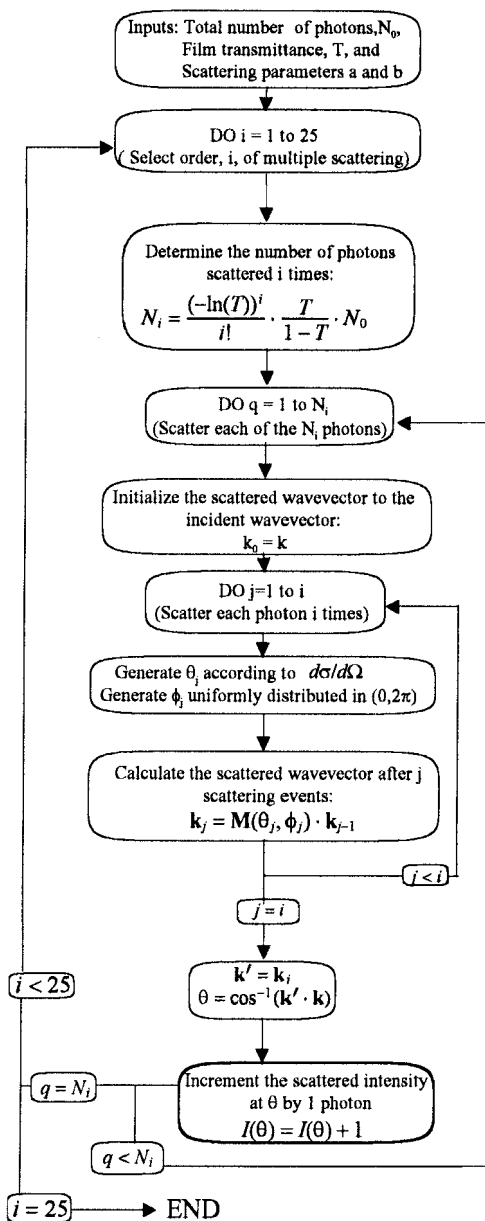 Inputs: Total number of photons,N₀,
Film transmittance, T, and
Scattering parameters a and b
DO i = 1 to 25
( Select order, i, of multiple scattering)
Determine the number of photons
scattered i times:
N_i = (-ln(T))^i / i! · T / 1 - T · N₀
DO q = 1 to N_i
(Scatter each of the N_i photons)
Initialize the scattered wavevector to the
incident wavevector:
k₀ = k
DO j=1 to i
(Scatter each photon i times)
Generate θ_j according to dσ/dΩ
Generate ϕ_j uniformly distributed in (0,2π)
Calculate the scattered wavevector after j
scattering events:
k_j = M(θ_j, ϕ_j) · k_{j-1}
j < i
j = i
k′ = k_i
θ = cos⁻¹(k′ · k)
i < 25
Increment the scattered intensity
at θ by 1 photon
I(θ) = I(θ) + 1
q = N_i
q < N_i
i = 25
END